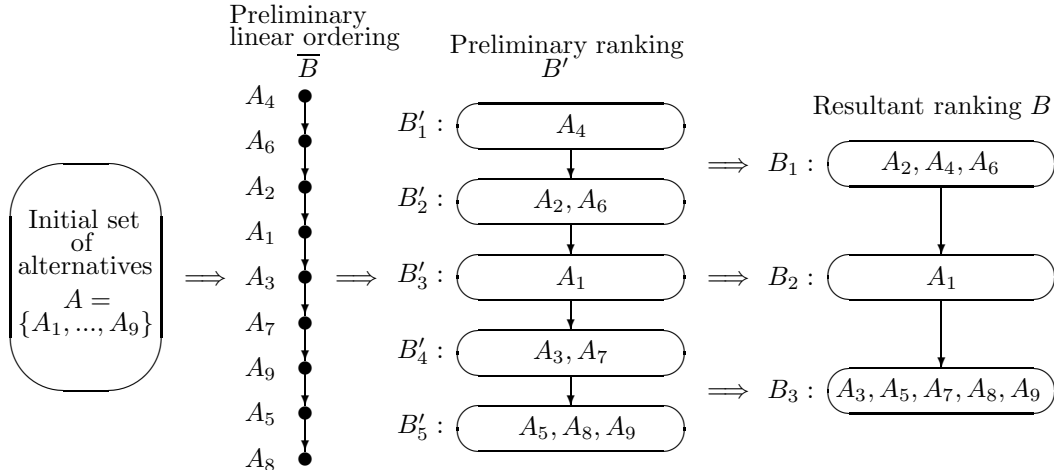 Preliminary
linear ordering
B̅
A₄
A₆
A₂
A₁
A₃
A₇
A₉
A₅
A₈
Initial set
of
alternatives
A =
{A₁, ..., A₉}
⟹
⟹
Preliminary ranking
B′
B′₁ : A₄
B′₂ : A₂, A₆
B′₃ : A₁
B′₄ : A₃, A₇
B′₅ : A₅, A₈, A₉
⟹
⟹
⟹
Resultant ranking B
B₁ : A₂, A₄, A₆
B₂ : A₁
B₃ : A₃, A₅, A₇, A₈, A₉